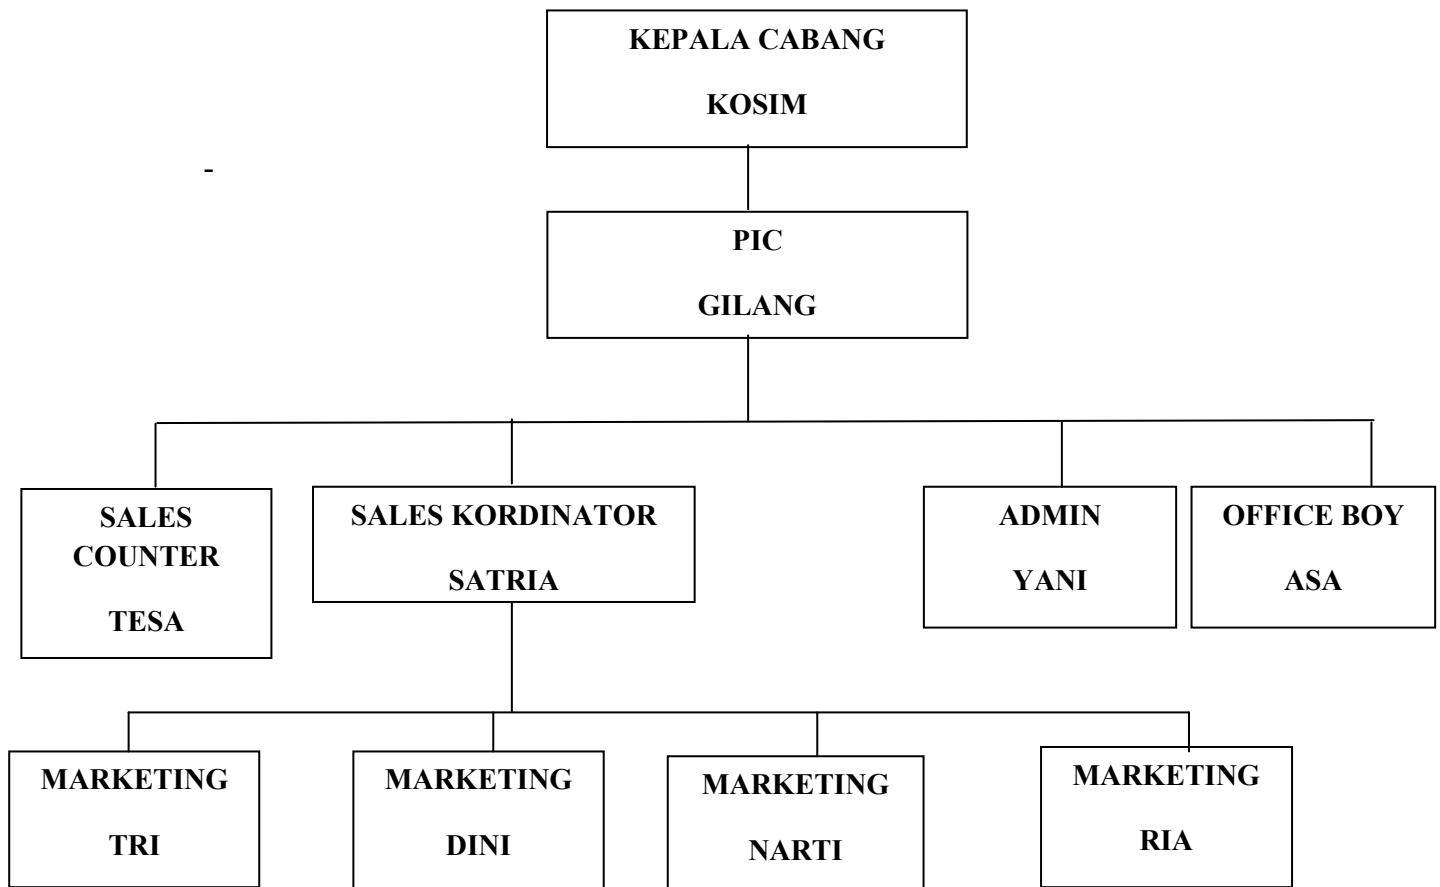 KEPALA CABANG
KOSIM
-
PIC
GILANG
SALES
COUNTER
TESA
SALES KORDINATOR
SATRIA
ADMIN
YANI
OFFICE BOY
ASA
MARKETING
TRI
MARKETING
DINI
MARKETING
NARTI
MARKETING
RIA